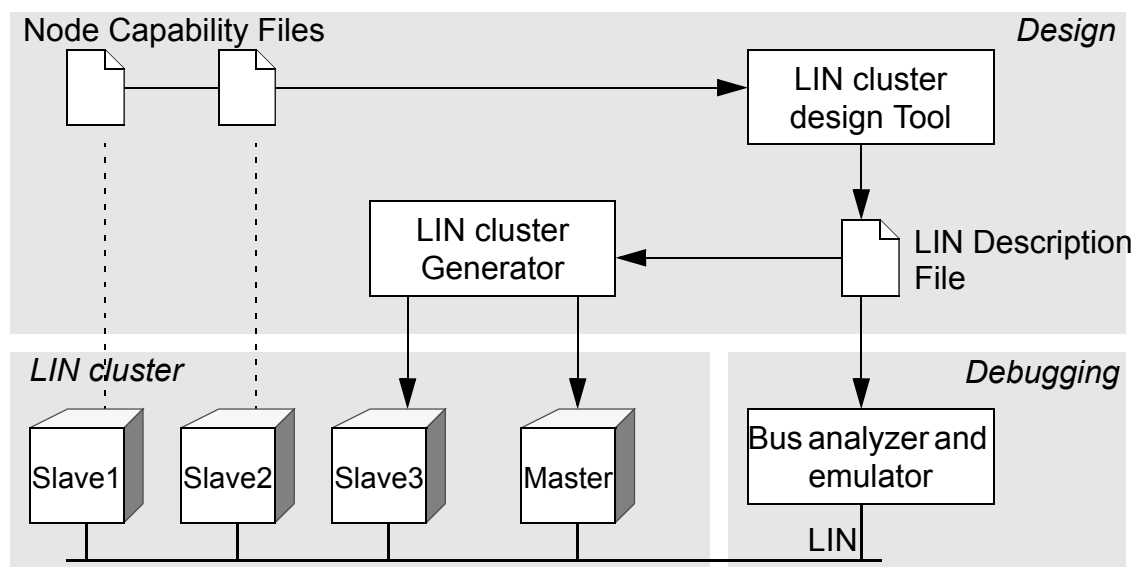 Node Capability Files
Design
LIN cluster
design Tool
LIN cluster
Generator
LIN Description
File
LIN cluster
Debugging
Slave1
Slave2
Slave3
Master
Bus analyzer and
emulator
LIN